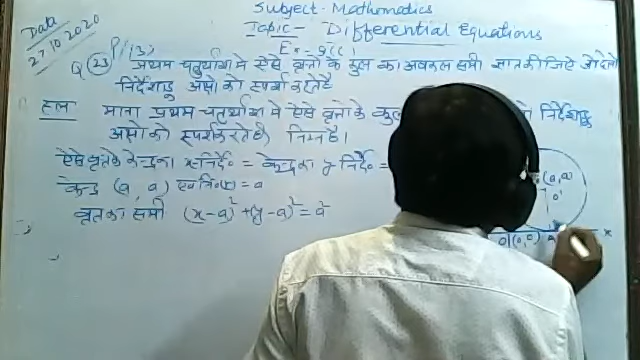 Subject- Mathematics
Date
27.10.2020
Topic- Differential Equations
P/13)
Ex- 9(C)
Q (23) प्रथम चतुर्थांश मे ऐसे वृत्तो के कुल का अवकल समी ज्ञात कीजिए जो
निर्देशाङ्क अक्षो को स्पर्श करते है
हल माना प्रथम चतुर्थांश मे ऐसे वृत्तो के कुल निर्देशाङ्क
अक्षो को स्पर्श करते है। निम्न है।
ऐसे वृत्त के केन्द्र का x निर्दे० = केन्द्र का y निर्दे० =
केन्द्र (a, a) एवं त्रि० (r) = a
वृत्त का समी (x-a)² + (y-a)² = a²
(a, a)
0 (0, 0) a x